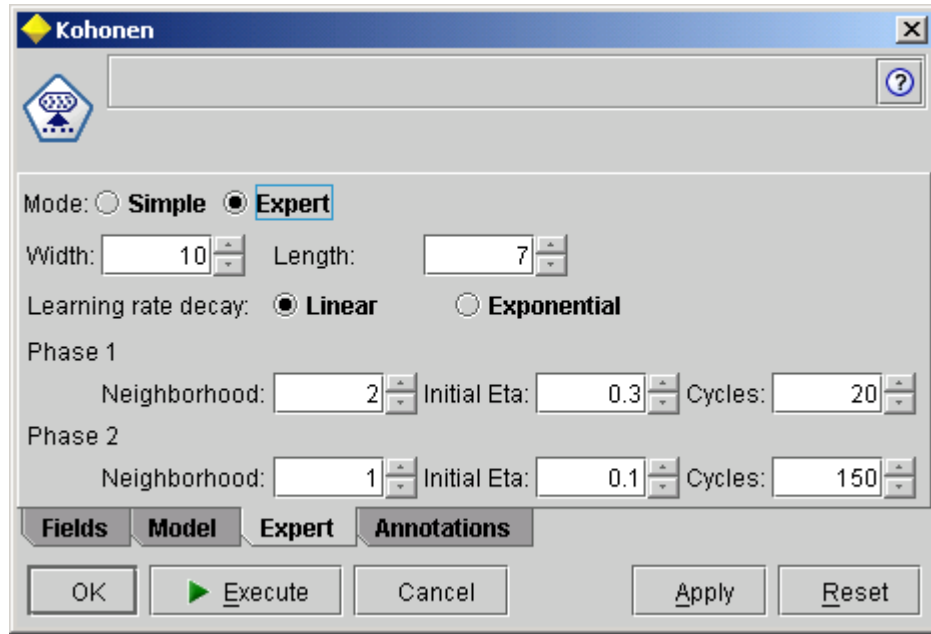 Kohonen
Mode: Simple Expert
Width: 10 Length: 7
Learning rate decay: Linear Exponential
Phase 1
Neighborhood: 2 Initial Eta: 0.3 Cycles: 20
Phase 2
Neighborhood: 1 Initial Eta: 0.1 Cycles: 150
Fields Model Expert Annotations
OK Execute Cancel Apply Reset